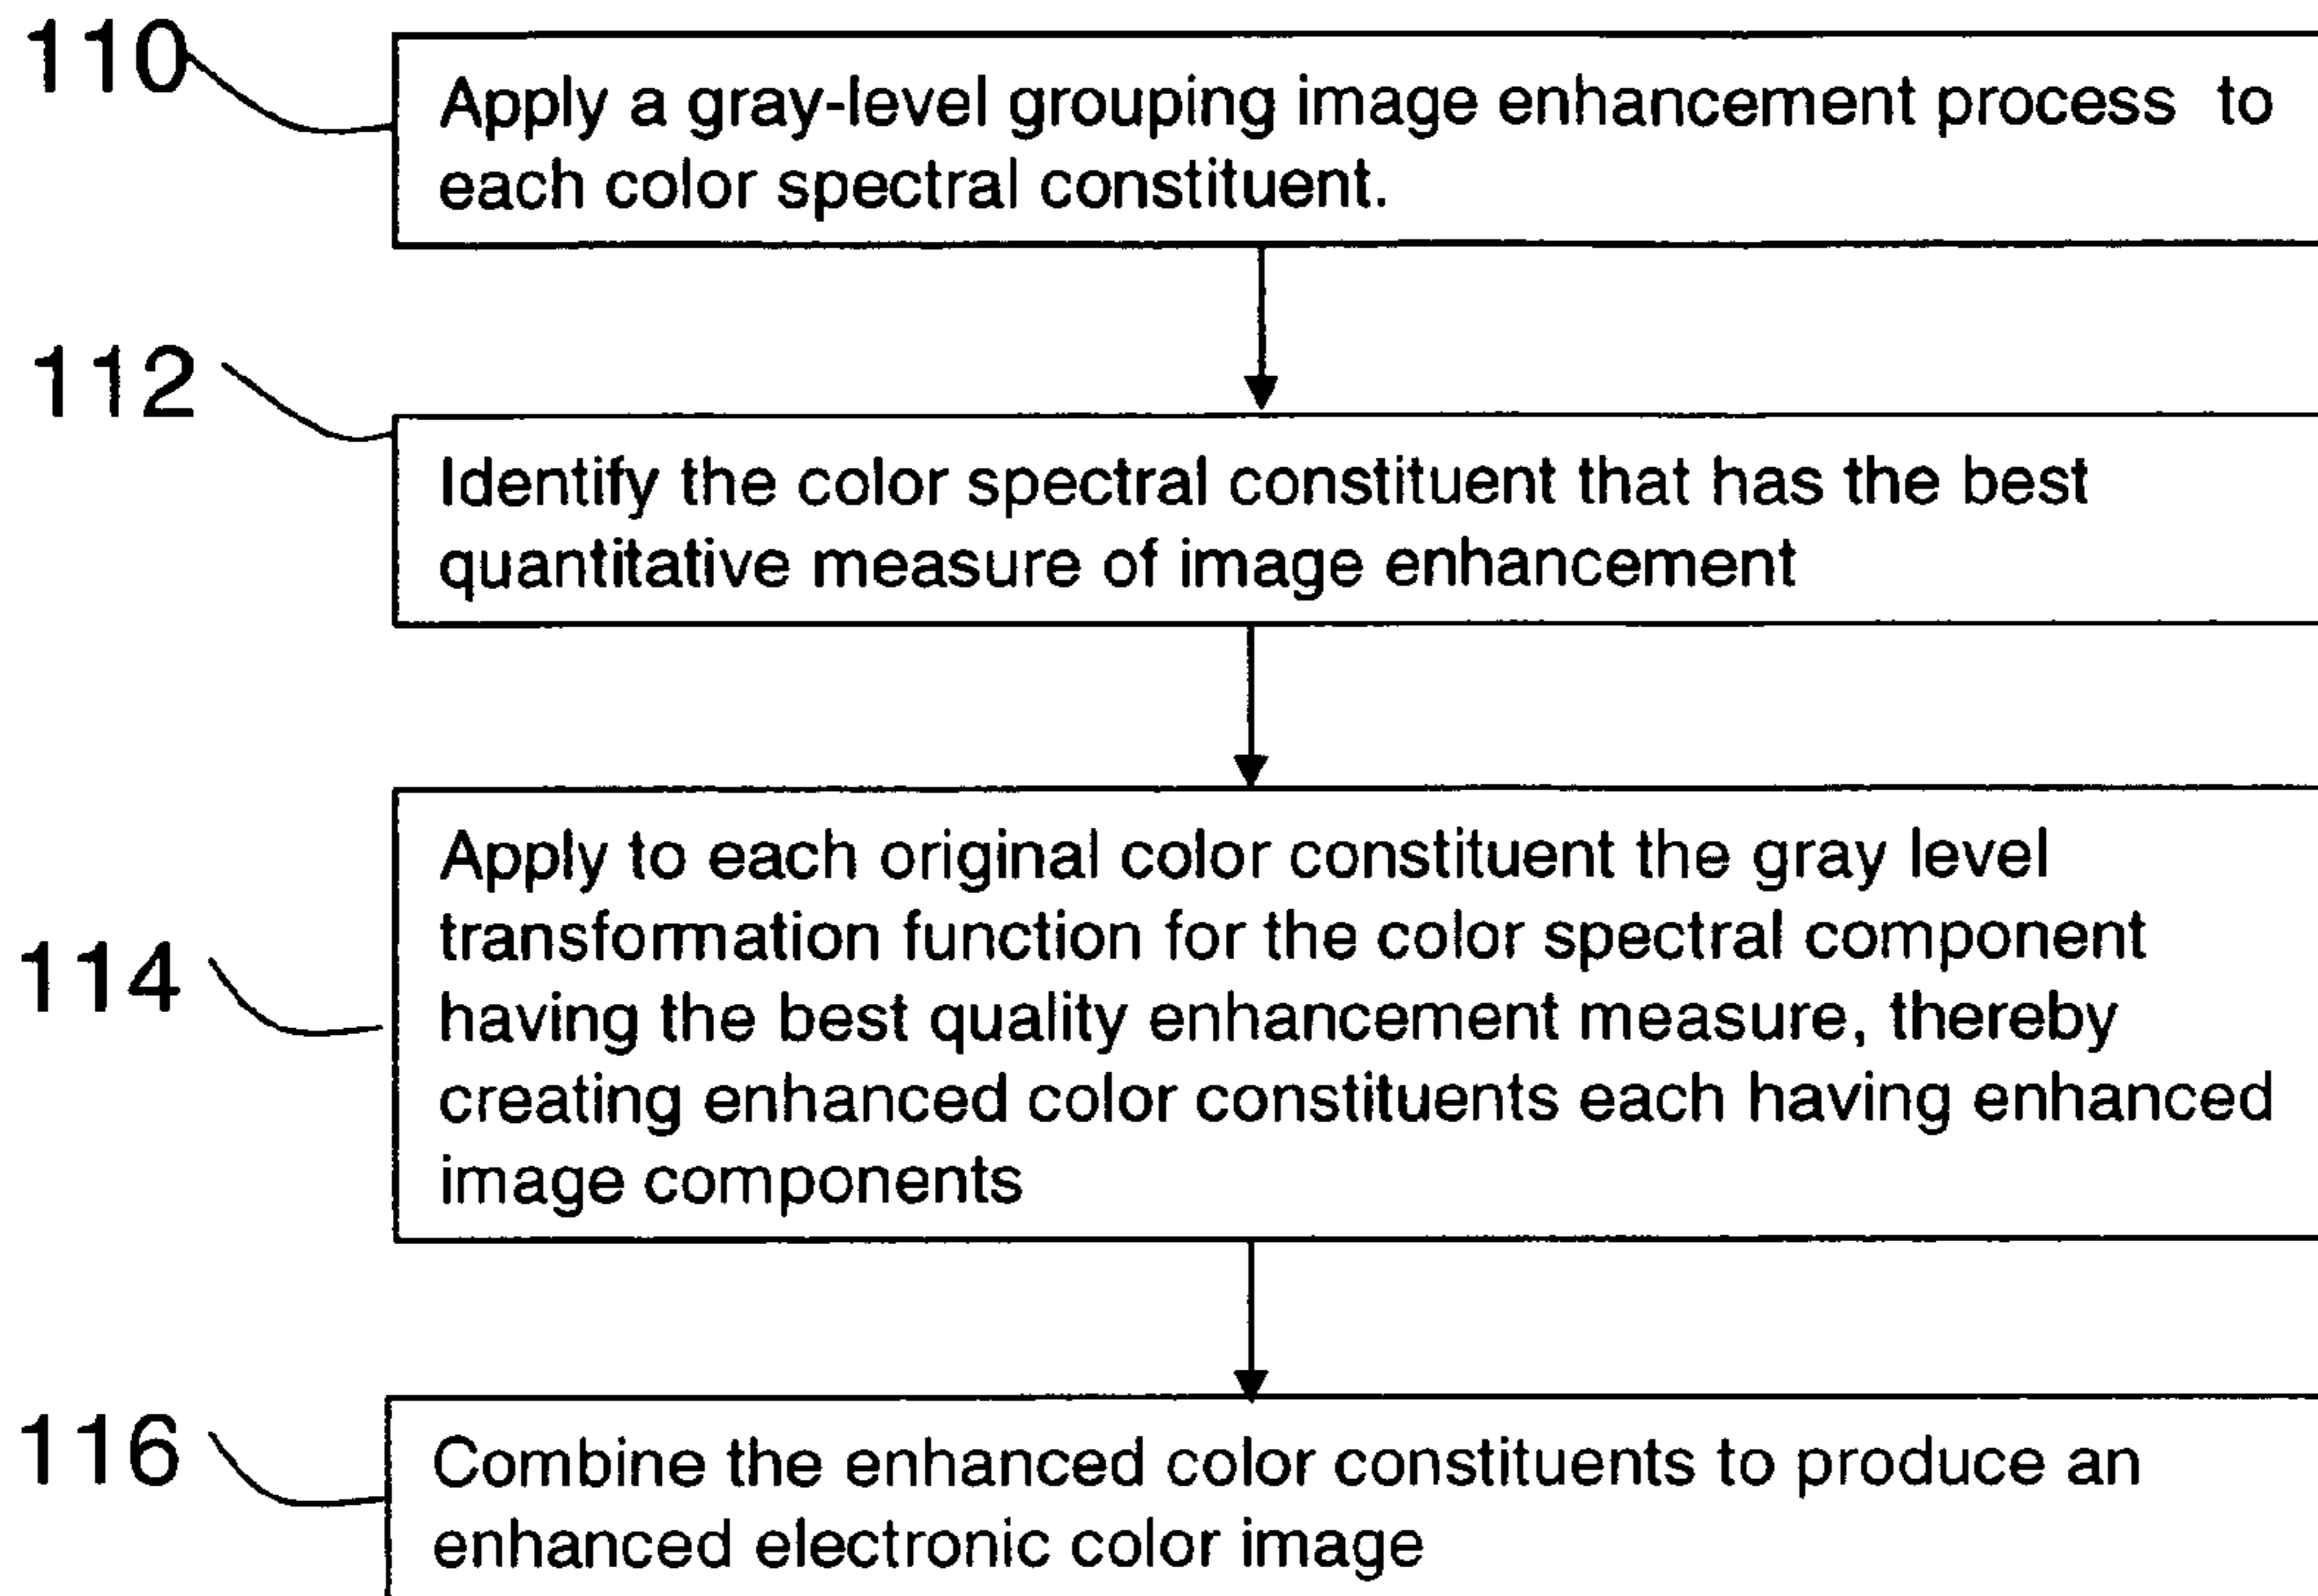 110
Apply a gray-level grouping image enhancement process to
each color spectral constituent.
112
Identify the color spectral constituent that has the best
quantitative measure of image enhancement
114
Apply to each original color constituent the gray level
transformation function for the color spectral component
having the best quality enhancement measure, thereby
creating enhanced color constituents each having enhanced
image components
116
Combine the enhanced color constituents to produce an
enhanced electronic color image